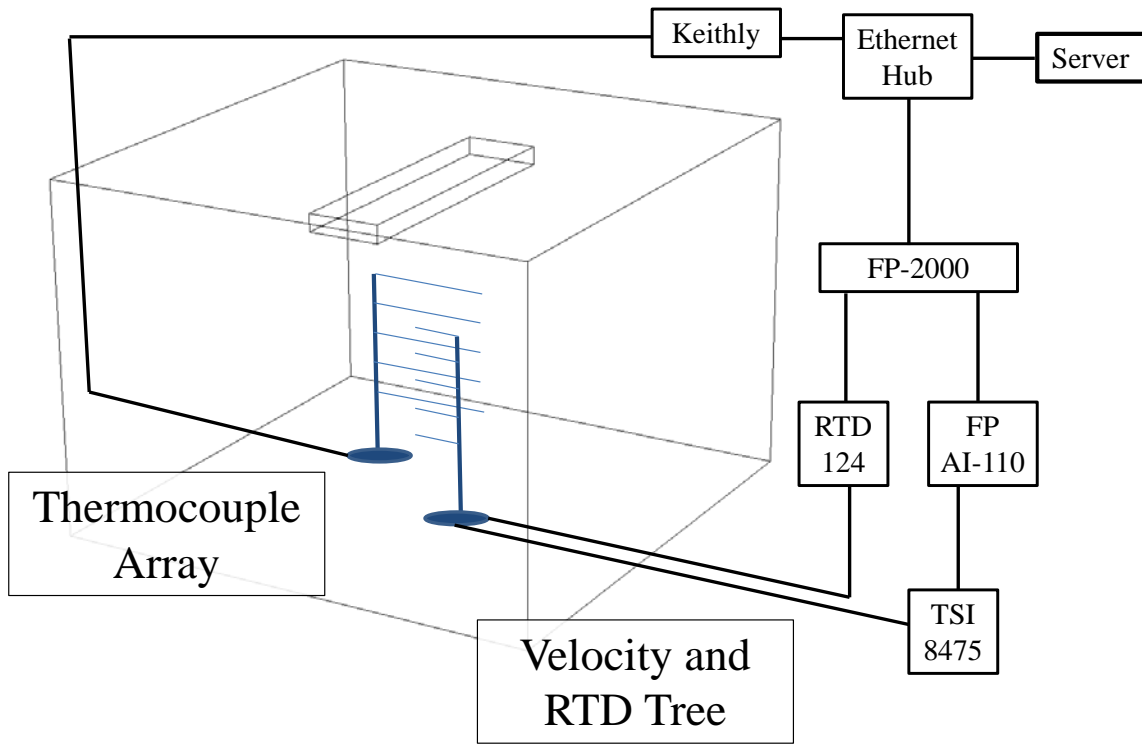 Keithly
Ethernet
Hub
Server
FP-2000
RTD
124
FP
AI-110
Thermocouple
Array
TSI
8475
Velocity and
RTD Tree